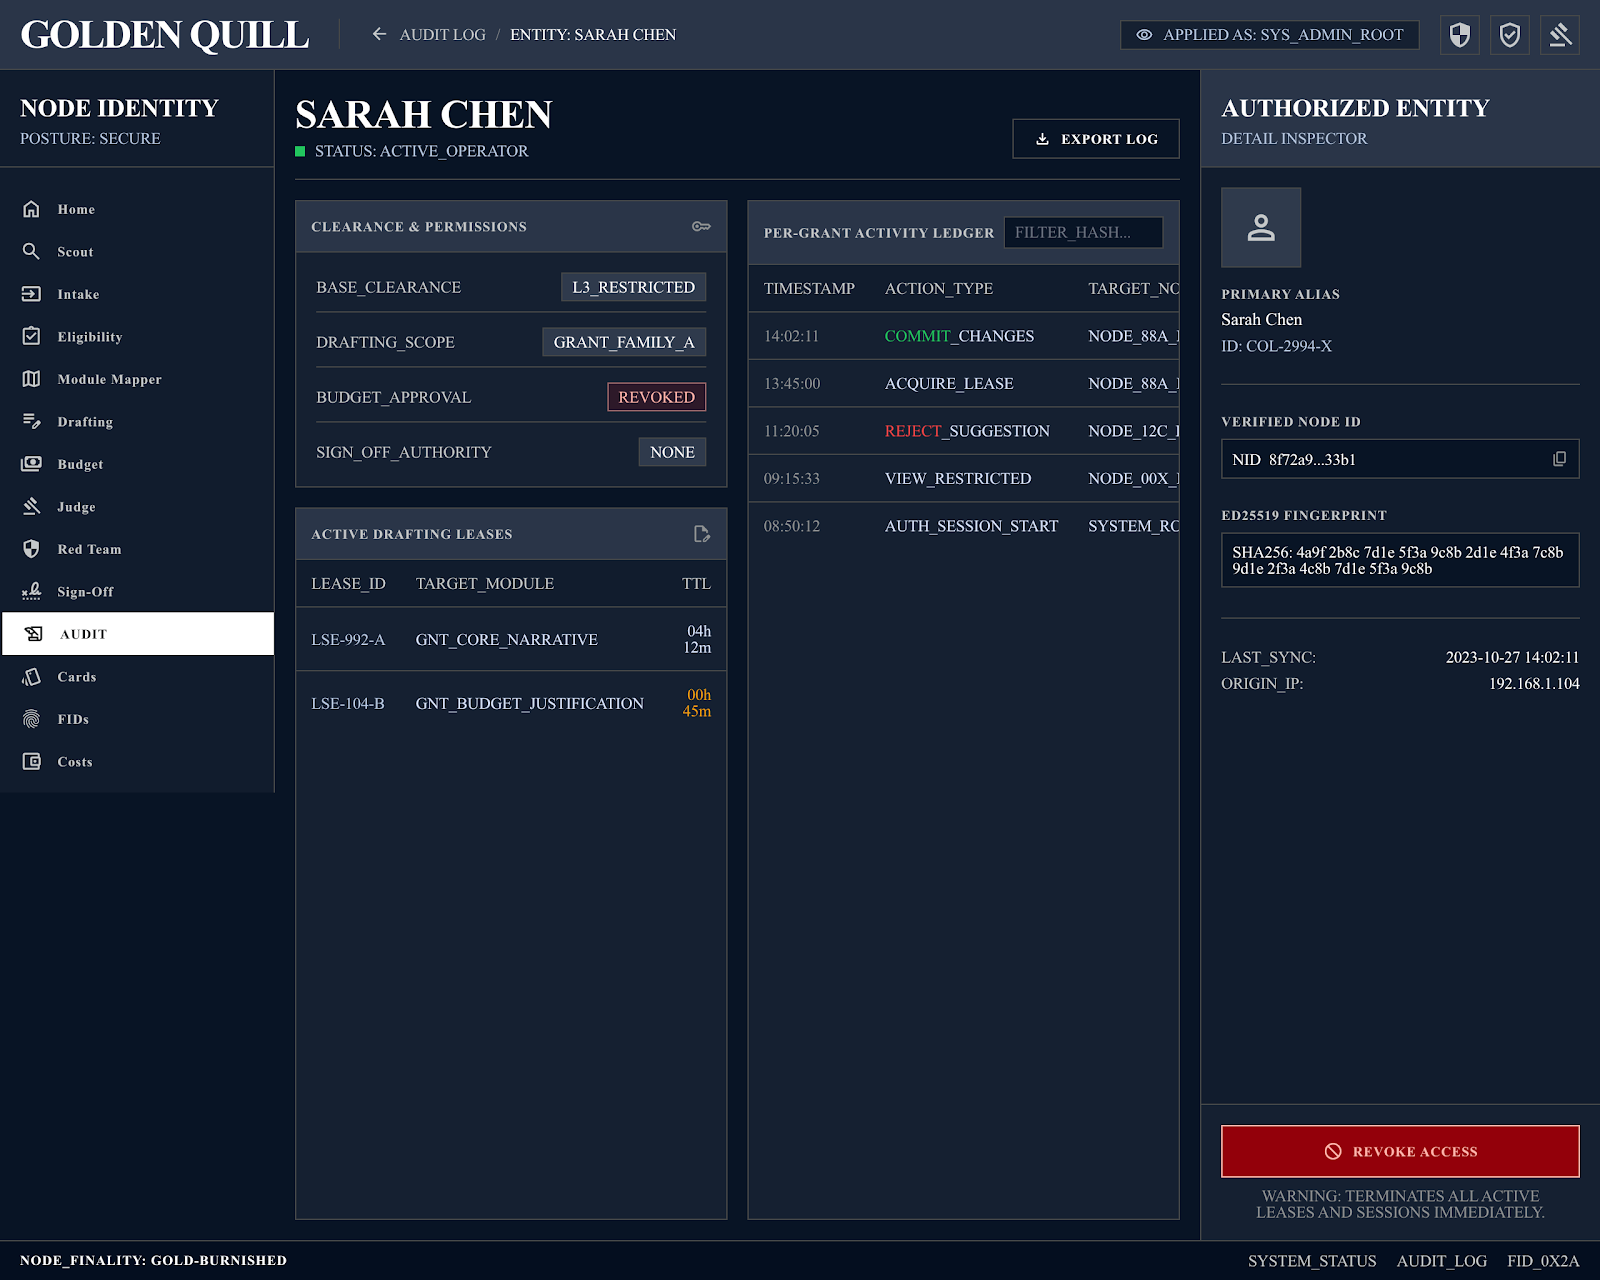 GOLDEN QUILL
AUDIT LOG / ENTITY: SARAH CHEN
APPLIED AS: SYS_ADMIN_ROOT
NODE IDENTITY
POSTURE: SECURE
Home
Scout
Intake
Eligibility
Module Mapper
Drafting
Budget
Judge
Red Team
Sign-Off
AUDIT
Cards
FIDs
Costs
SARAH CHEN
STATUS: ACTIVE_OPERATOR
EXPORT LOG
CLEARANCE & PERMISSIONS
BASE_CLEARANCE L3_RESTRICTED
DRAFTING_SCOPE GRANT_FAMILY_A
BUDGET_APPROVAL REVOKED
SIGN_OFF_AUTHORITY NONE
ACTIVE DRAFTING LEASES
LEASE_ID TARGET_MODULE TTL
LSE-992-A GNT_CORE_NARRATIVE 04h
12m
LSE-104-B GNT_BUDGET_JUSTIFICATION 00h
45m
PER-GRANT ACTIVITY LEDGER FILTER_HASH...
TIMESTAMP ACTION_TYPE TARGET_NO
14:02:11 COMMIT_CHANGES NODE_88A_
13:45:00 ACQUIRE_LEASE NODE_88A_
11:20:05 REJECT_SUGGESTION NODE_12C_
09:15:33 VIEW_RESTRICTED NODE_00X_
08:50:12 AUTH_SESSION_START SYSTEM_RO
AUTHORIZED ENTITY
DETAIL INSPECTOR
PRIMARY ALIAS
Sarah Chen
ID: COL-2994-X
VERIFIED NODE ID
NID 8f72a9...33b1
ED25519 FINGERPRINT
SHA256: 4a9f 2b8c 7d1e 5f3a 9c8b 2d1e 4f3a 7c8b
9d1e 2f3a 4c8b 7d1e 5f3a 9c8b
LAST_SYNC: 2023-10-27 14:02:11
ORIGIN_IP: 192.168.1.104
REVOKE ACCESS
WARNING: TERMINATES ALL ACTIVE
LEASES AND SESSIONS IMMEDIATELY.
NODE_FINALITY: GOLD-BURNISHED
SYSTEM_STATUS AUDIT_LOG FID_0X2A